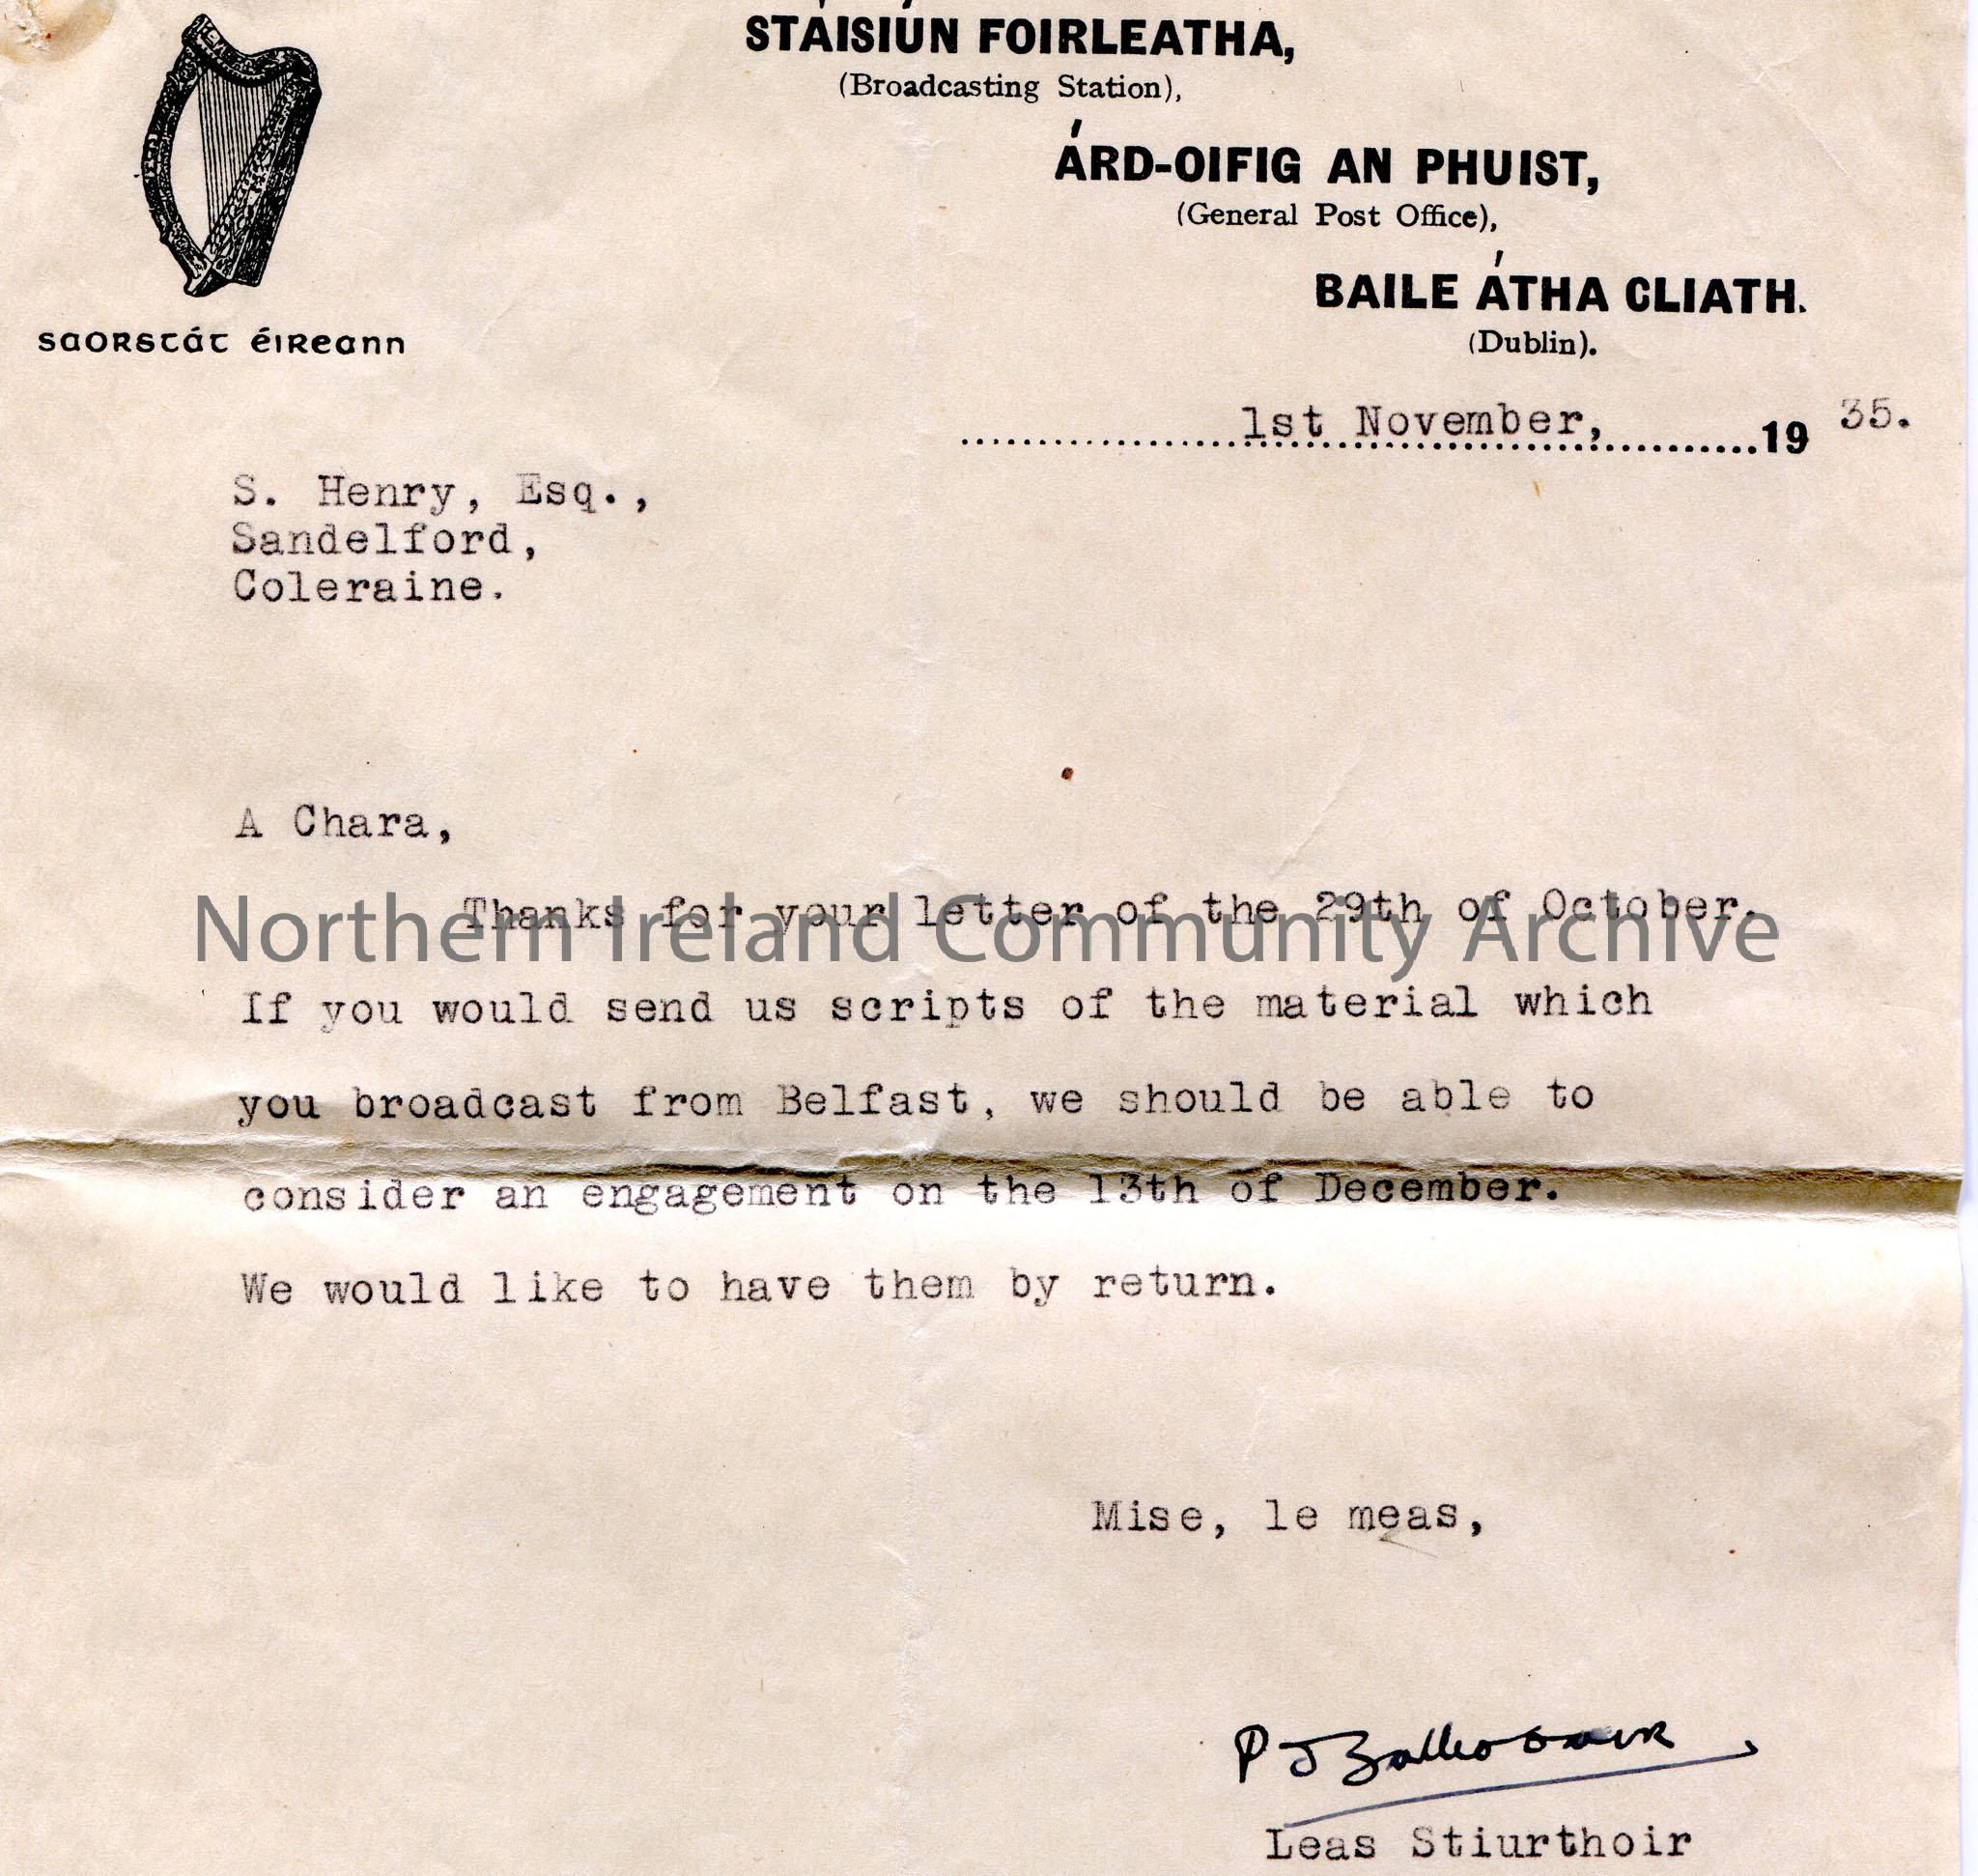 STÁISIÚN FOIRLEATHA,
(Broadcasting Station),
ÁRD-OIFIG AN PHUIST,
(General Post Office),
BAILE ÁTHA CLIATH.
(Dublin).
saorstát éireann
1st November, 1935.
S. Henry, Esq.,
Sandelford,
Coleraine.
A Chara,
Thanks for your letter of the 29th of October.
Northern Ireland Community Archive
If you would send us scripts of the material which
you broadcast from Belfast, we should be able to
consider an engagement on the 13th of December.
We would like to have them by return.
Mise, le meas,
P J
Leas Stiurthoir